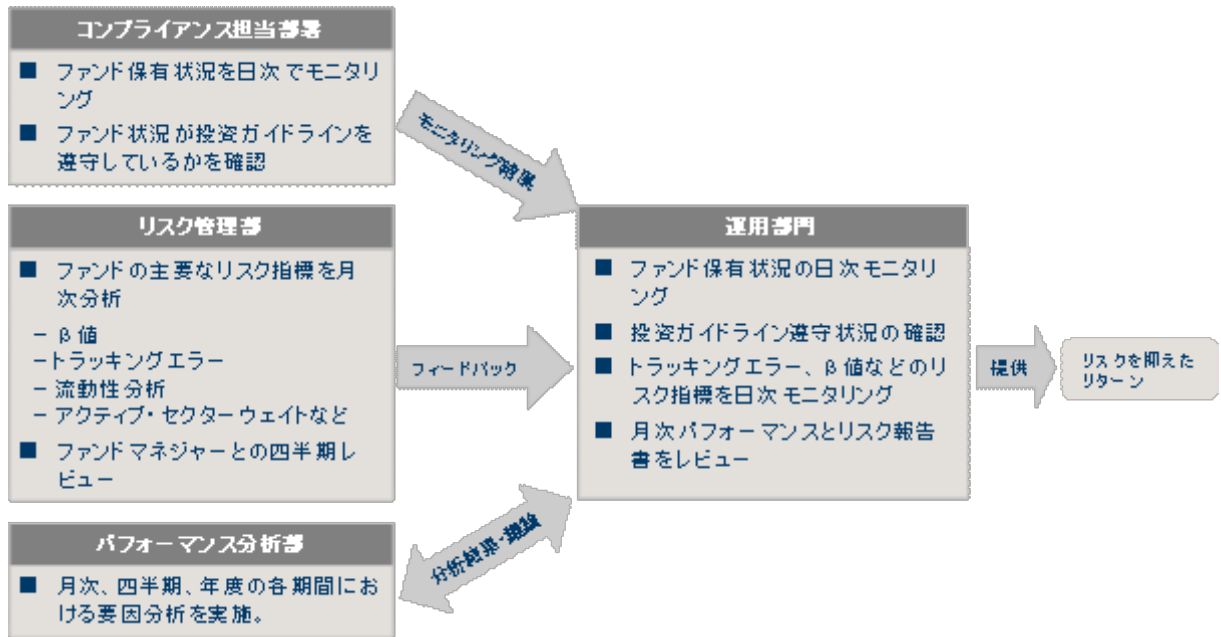 コンプライアンス担当部署
■ ファンド保有状況を日次でモニタリ
ング
■ ファンド状況が投資ガイドラインを
遵守しているかを確認
モニタリング結果
リスク管理部
■ ファンドの主要なリスク指標を月
次分析
– β値
–トラッキングエラー
– 流動性分析
– アクティブ・セクターウェイトなど
■ ファンドマネジャーとの四半期レ
ビュー
フィードバック
パフォーマンス分析部
■ 月次、四半期、年度の各期間にお
ける要因分析を実施。
分析結果・議論
運用部門
■ ファンド保有状況の日次モニタリ
ング
■ 投資ガイドライン遵守状況の確認
■ トラッキングエラー、β値などのリ
スク指標を日次モニタリング
■ 月次パフォーマンスとリスク報告
書をレビュー
提供
リスクを抑えた
リターン